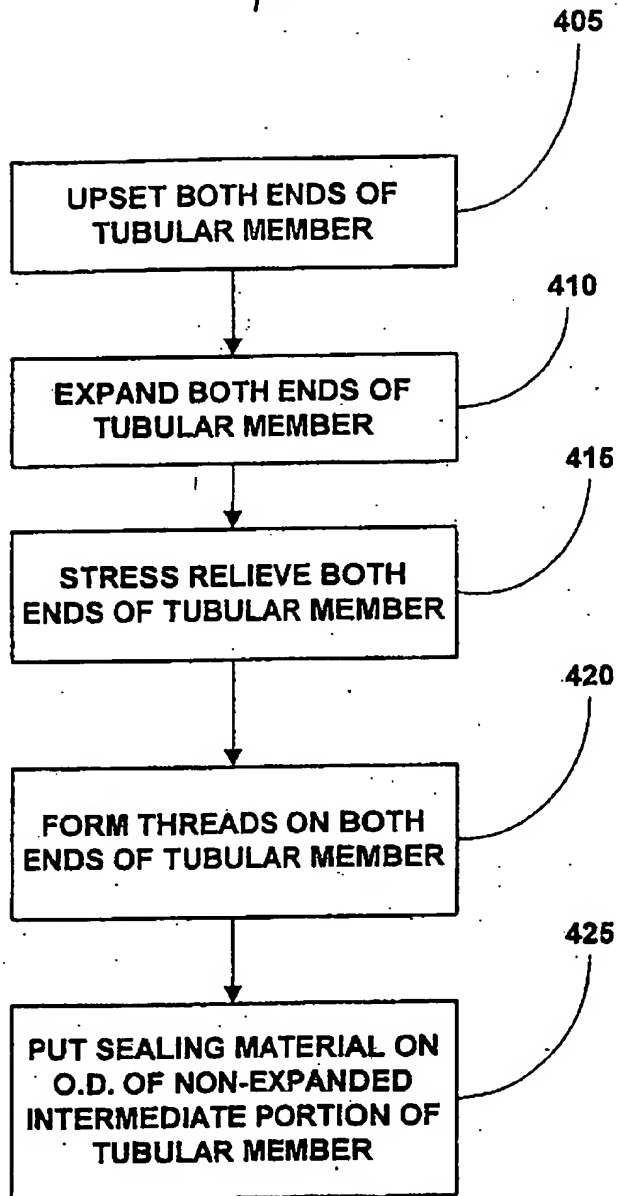 405
UPSET BOTH ENDS OF
TUBULAR MEMBER
410
EXPAND BOTH ENDS OF
TUBULAR MEMBER
415
STRESS RELIEVE BOTH
ENDS OF TUBULAR MEMBER
420
FORM THREADS ON BOTH
ENDS OF TUBULAR MEMBER
425
PUT SEALING MATERIAL ON
O.D. OF NON-EXPANDED
INTERMEDIATE PORTION OF
TUBULAR MEMBER